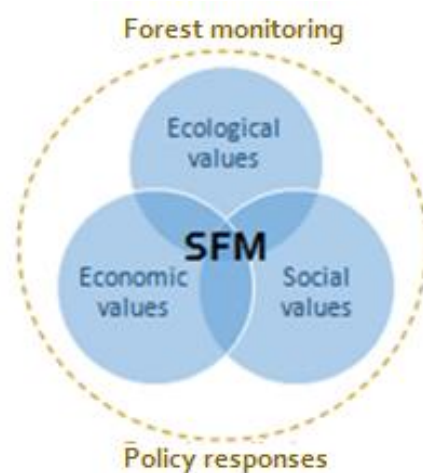 Forest monitoring
Ecological
values
SFM
Economic
values
Social
values
Policy responses